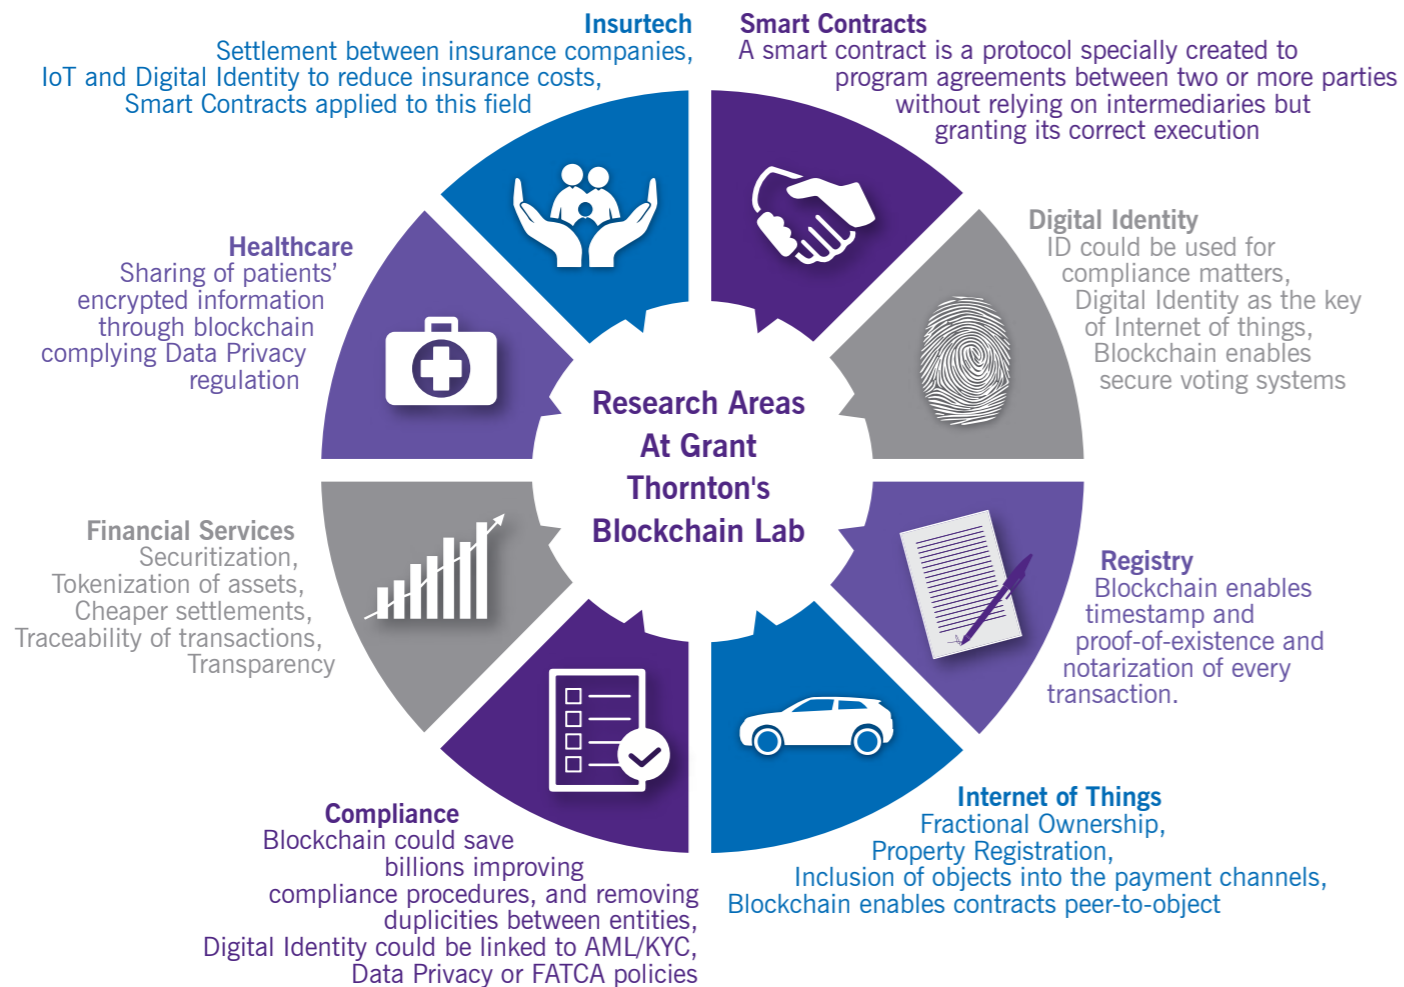 Insurtech
Settlement between insurance companies,
IoT and Digital Identity to reduce insurance costs,
Smart Contracts applied to this field
Smart Contracts
A smart contract is a protocol specially created to
program agreements between two or more parties
without relying on intermediaries but
granting its correct execution
Digital Identity
ID could be used for
compliance matters,
Digital Identity as the key
of Internet of things,
Blockchain enables
secure voting systems
Healthcare
Sharing of patients’
encrypted information
through blockchain
complying Data Privacy
regulation
Research Areas
At Grant
Thornton's
Blockchain Lab
Financial Services
Securitization,
Tokenization of assets,
Cheaper settlements,
Traceability of transactions,
Transparency
Registry
Blockchain enables
timestamp and
proof-of-existence and
notarization of every
transaction.
Compliance
Blockchain could save
billions improving
compliance procedures, and removing
duplicities between entities,
Digital Identity could be linked to AML/KYC,
Data Privacy or FATCA policies
Internet of Things
Fractional Ownership,
Property Registration,
Inclusion of objects into the payment channels,
Blockchain enables contracts peer-to-object